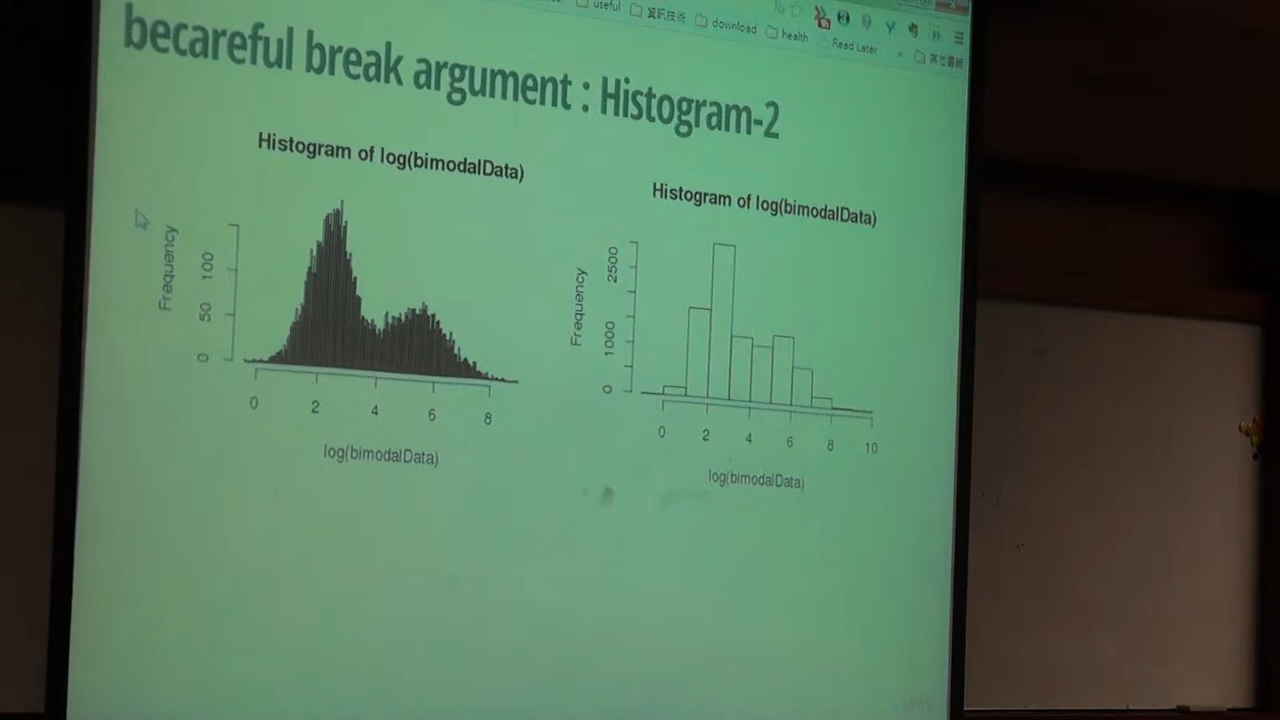 useful 資訊技術 download health Read Later
becareful break argument : Histogram-2
Histogram of log(bimodalData)
Frequency
0 50 100
0 2 4 6 8
log(bimodalData)
Histogram of log(bimodalData)
Frequency
0 1000 2500
0 2 4 6 8 10
log(bimodalData)